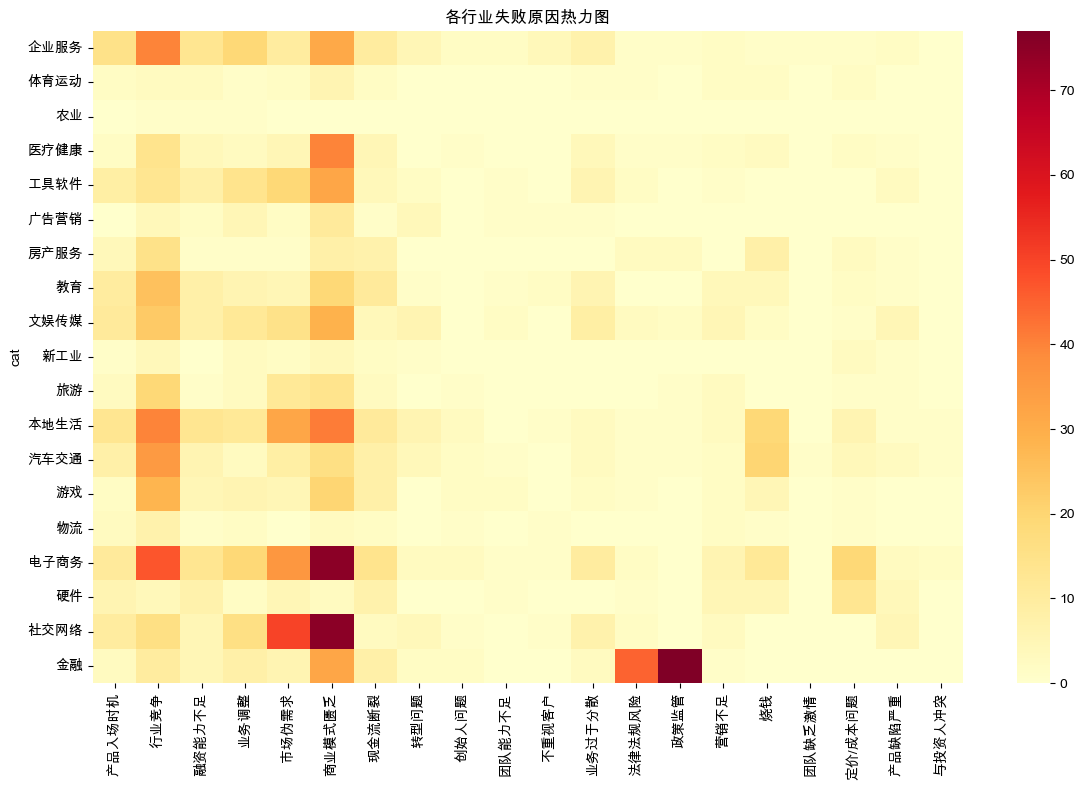 各行业失败原因热力图
cat
企业服务
体育运动
农业
医疗健康
工具软件
广告营销
房产服务
教育
文娱传媒
新工业
旅游
本地生活
汽车交通
游戏
物流
电子商务
硬件
社交网络
金融
产品入场时机
行业竞争
融资能力不足
业务调整
市场伪需求
商业模式匮乏
现金流断裂
转型问题
创始人问题
团队能力不足
不重视客户
业务过于分散
法律法规风险
政策监管
营销不足
烧钱
团队缺乏激情
定价/成本问题
产品缺陷严重
与投资人冲突
70
60
50
40
30
20
10
0